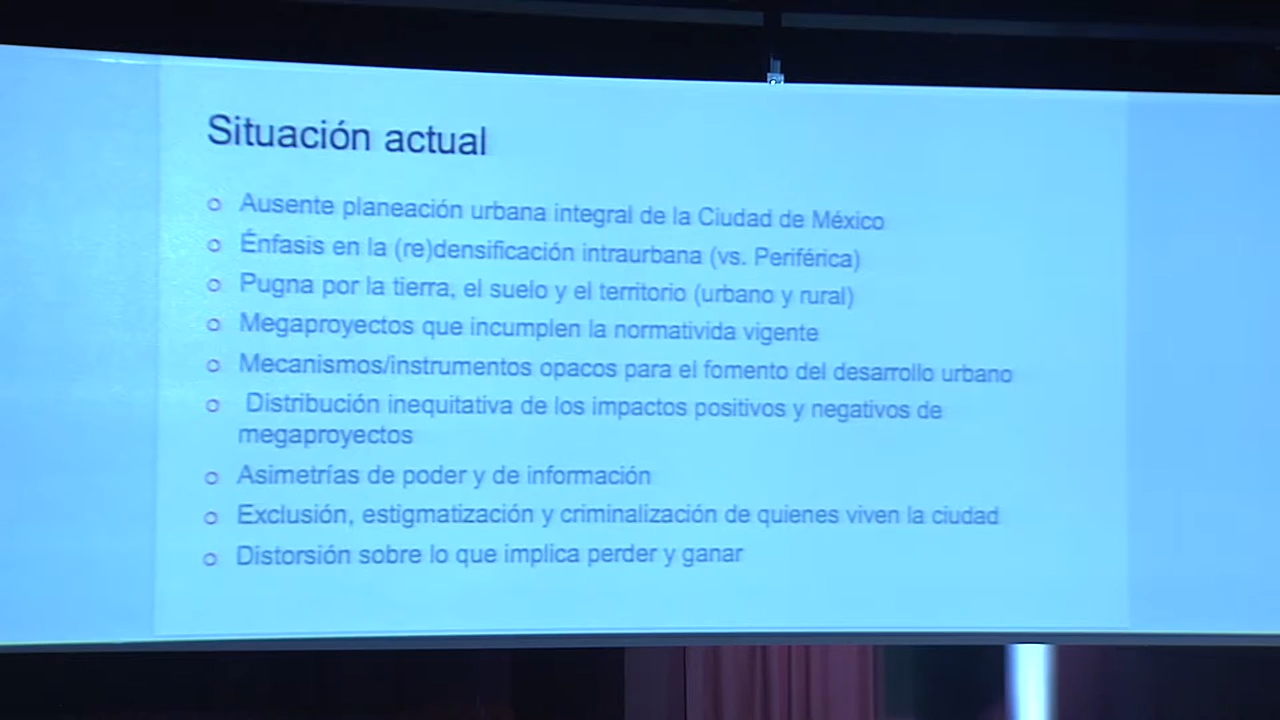 Situación actual
Ausente planeación urbana integral de la Ciudad de México
Énfasis en la (re)densificación intraurbana (vs. Periférica)
Pugna por la tierra, el suelo y el territorio (urbano y rural)
Megaproyectos que incumplen la normativida vigente
Mecanismos/instrumentos opacos para el fomento del desarrollo urbano
Distribución inequitativa de los impactos positivos y negativos de
megaproyectos
Asimetrías de poder y de información
Exclusión, estigmatización y criminalización de quienes viven la ciudad
Distorsión sobre lo que implica perder y ganar